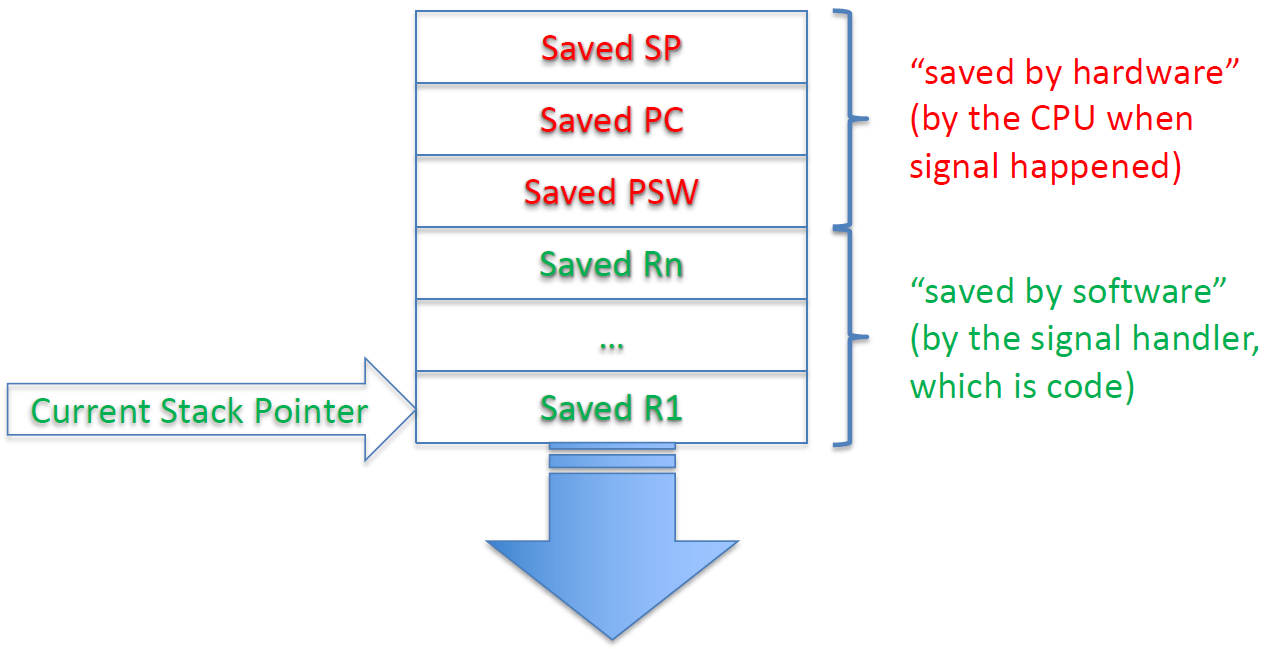 Saved SP
Saved PC
Saved PSW
Saved Rn
...
Saved R1
Current Stack Pointer
“saved by hardware”
(by the CPU when
signal happened)
“saved by software”
(by the signal handler,
which is code)